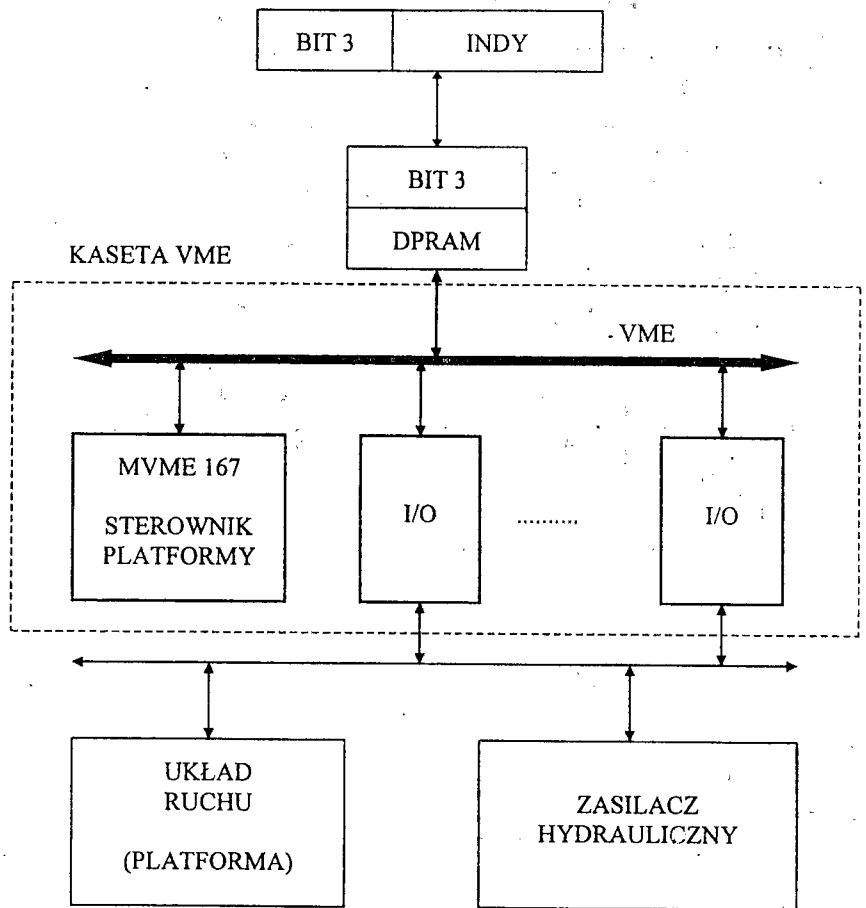 BIT 3 INDY
BIT 3
DPRAM
KASETA VME
VME
MVME 167
STEROWNIK
PLATFORMY
I/O
..........
I/O
UKŁAD
RUCHU
(PLATFORMA)
ZASILACZ
HYDRAULICZNY